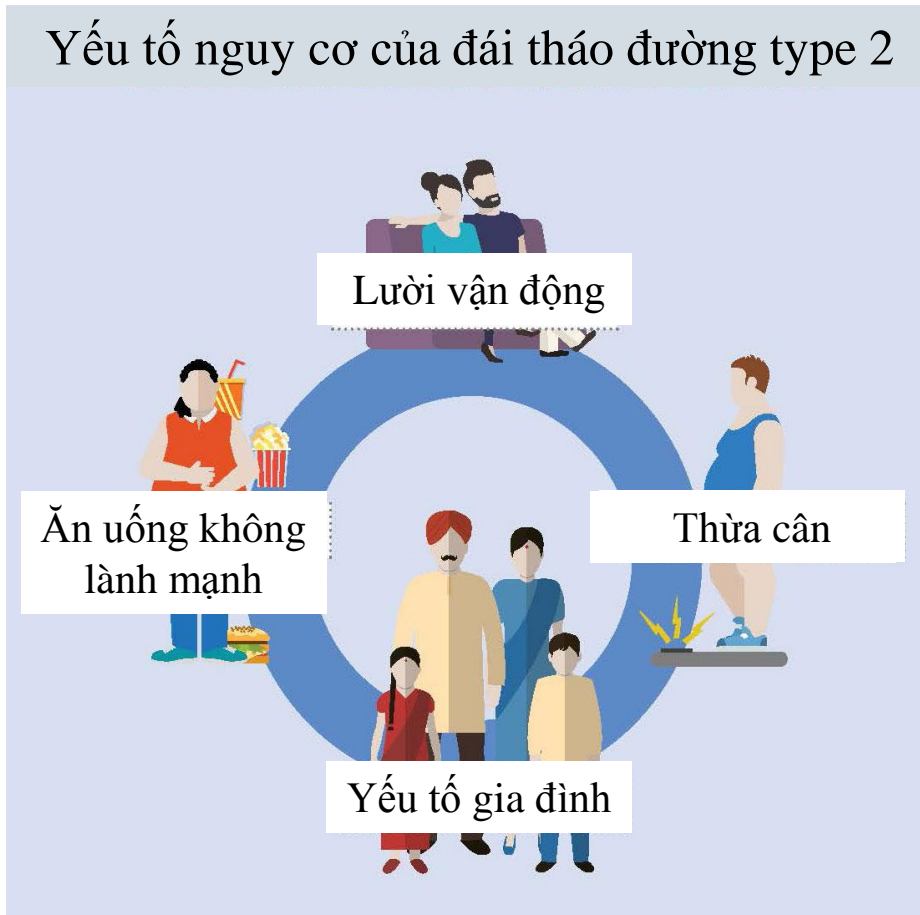 Yếu tố nguy cơ của đái tháo đường type 2
Lười vận động
Ăn uống không
lành mạnh
Thừa cân
Yếu tố gia đình